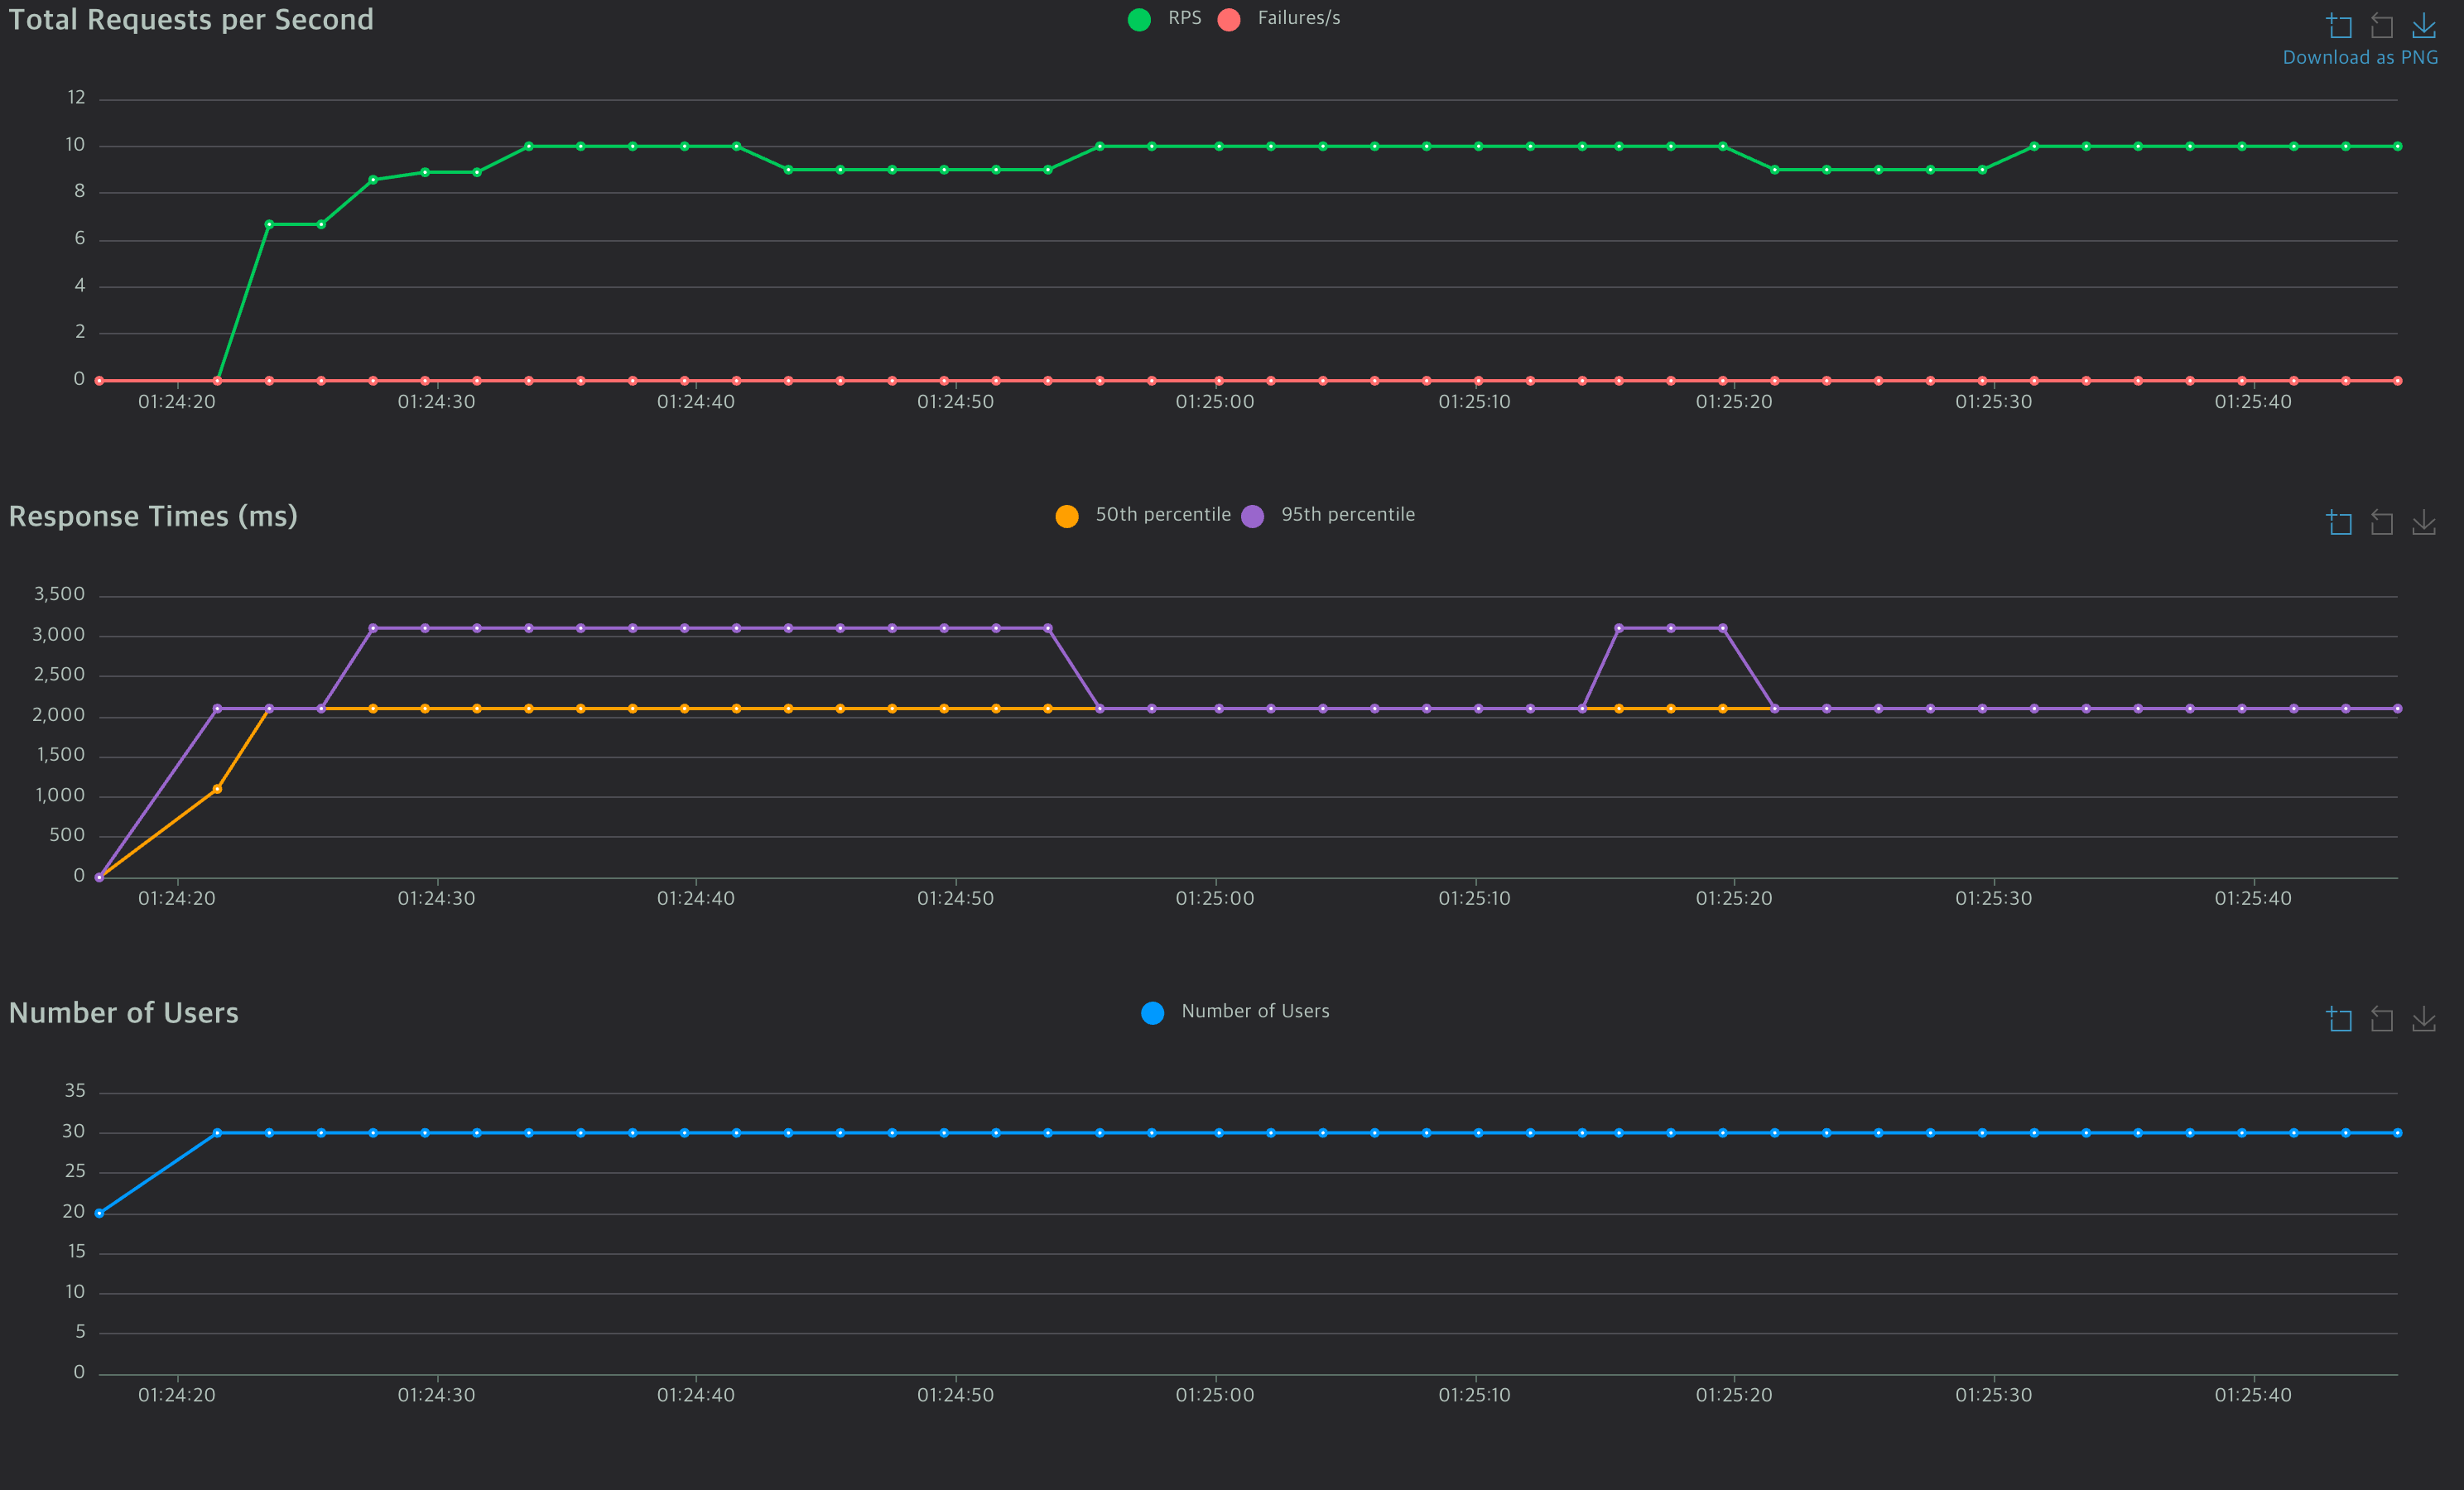 Total Requests per Second
RPS Failures/s
Download as PNG
12
10
8
6
4
2
0
01:24:20 01:24:30 01:24:40 01:24:50 01:25:00 01:25:10 01:25:20 01:25:30 01:25:40
Response Times (ms)
50th percentile 95th percentile
3,500
3,000
2,500
2,000
1,500
1,000
500
0
01:24:20 01:24:30 01:24:40 01:24:50 01:25:00 01:25:10 01:25:20 01:25:30 01:25:40
Number of Users
Number of Users
35
30
25
20
15
10
5
0
01:24:20 01:24:30 01:24:40 01:24:50 01:25:00 01:25:10 01:25:20 01:25:30 01:25:40